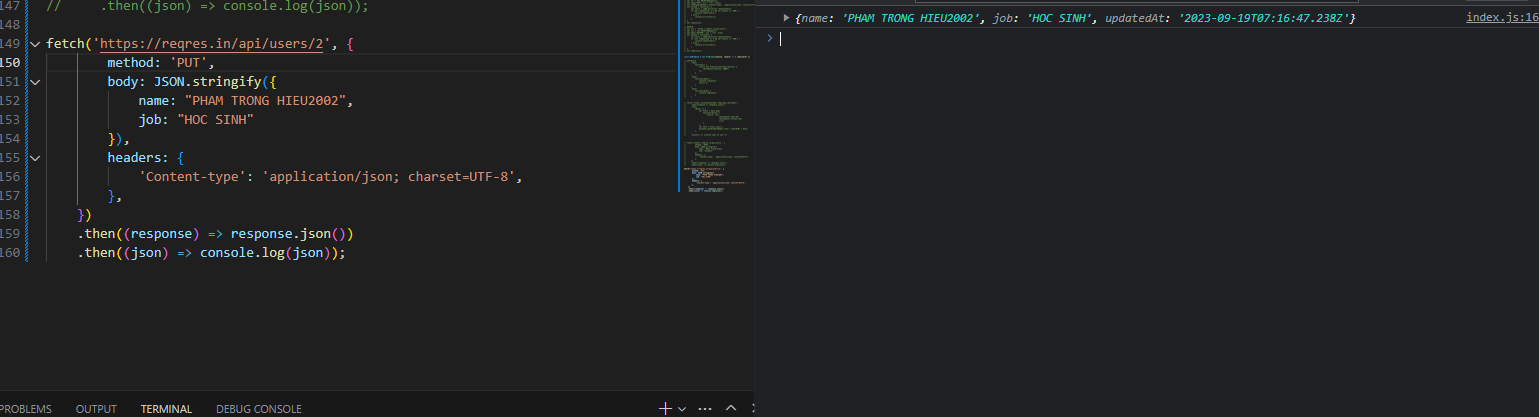 147 //     .then((json) => console.log(json));
148
149 fetch('https://reqres.in/api/users/2', {
150 method: 'PUT',
151 body: JSON.stringify({
152 name: "PHAM TRONG HIEU2002",
153 job: "HOC SINH"
154 }),
155 headers: {
156 'Content-type': 'application/json; charset=UTF-8',
157 },
158 })
159 .then((response) => response.json())
160 .then((json) => console.log(json));
PROBLEMS OUTPUT TERMINAL DEBUG CONSOLE
{name: 'PHAM TRONG HIEU2002', job: 'HOC SINH', updatedAt: '2023-09-19T07:16:47.238Z'} index.js:16